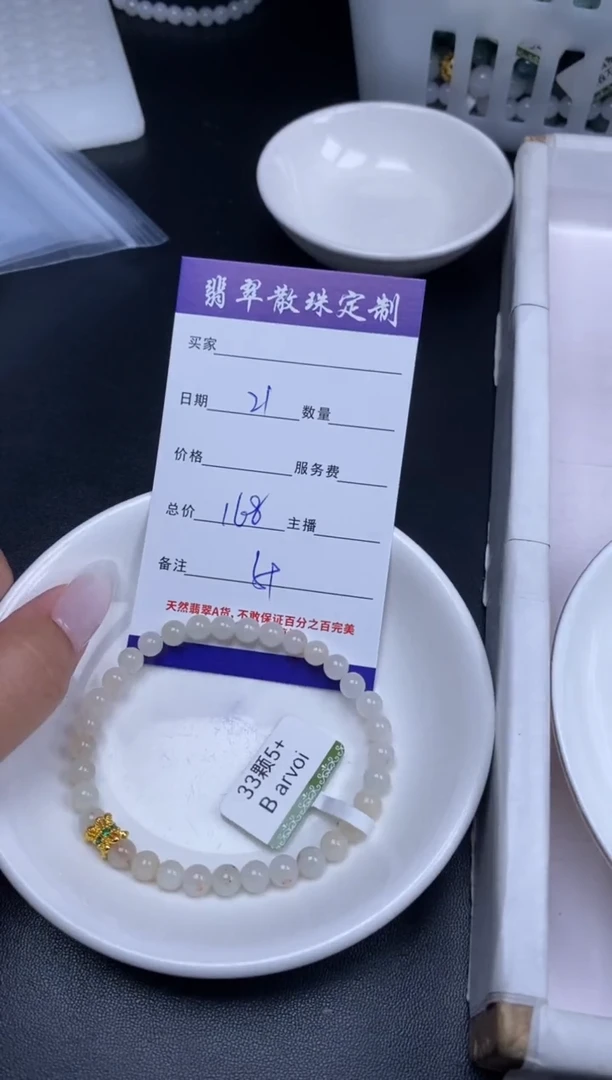 翡翠散珠定制
买家
日期 21 数量
价格 服务费
总价 168 主播
备注
天然翡翠A货，不敢保证百分之百完美
33颗5+
B arvoi